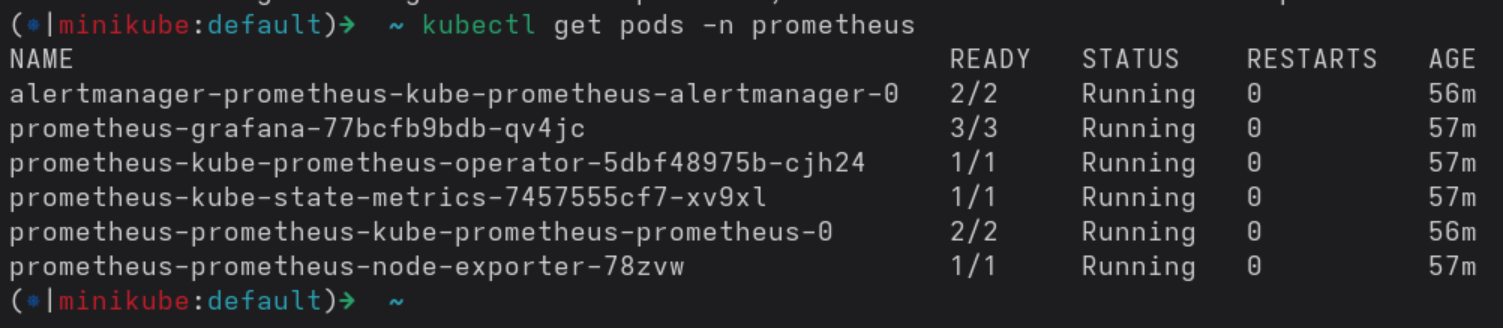 (⎈|minikube:default)➜  ~ kubectl get pods -n prometheus
NAME                                                     READY   STATUS    RESTARTS   AGE
alertmanager-prometheus-kube-prometheus-alertmanager-0   2/2     Running   0          56m
prometheus-grafana-77bcfb9bdb-qv4jc                      3/3     Running   0          57m
prometheus-kube-prometheus-operator-5dbf48975b-cjh24     1/1     Running   0          57m
prometheus-kube-state-metrics-7457555cf7-xv9xl           1/1     Running   0          57m
prometheus-prometheus-kube-prometheus-prometheus-0       2/2     Running   0          56m
prometheus-prometheus-node-exporter-78zvw                1/1     Running   0          57m
(⎈|minikube:default)➜  ~